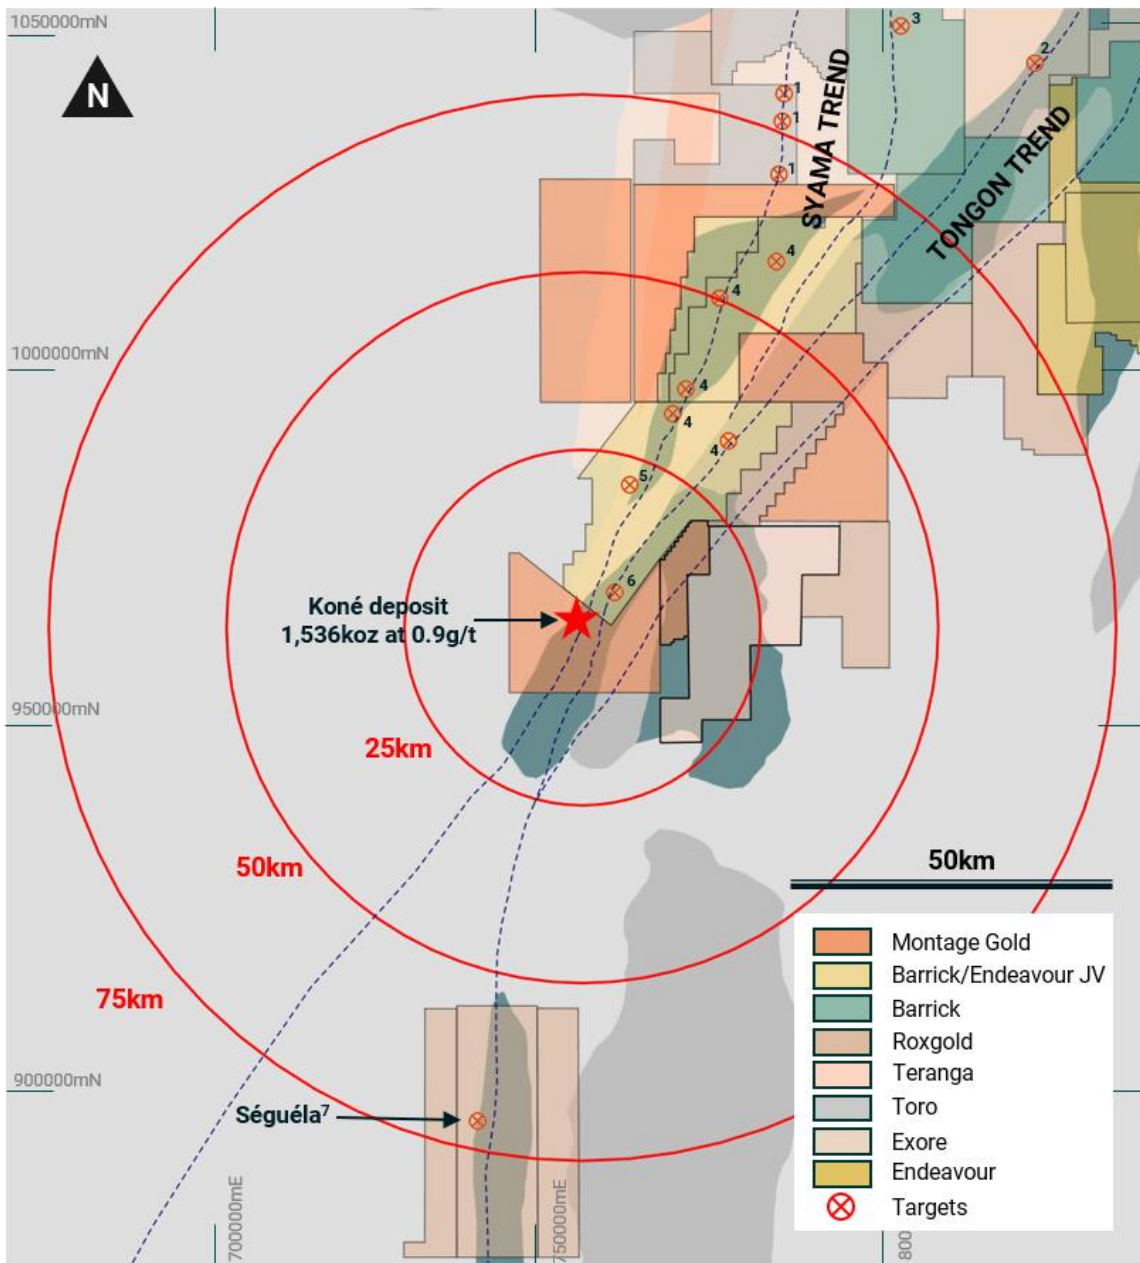 1050000mN
N
3
2
1
1
1
SYAMA TREND
TONGON TREND
4
4
1000000mN
4
4
4
5
6
Koné deposit
1,536koz at 0.9g/t
950000mN
25km
50km
50km
75km
Montage Gold
Barrick/Endeavour JV
Barrick
Roxgold
Teranga
Toro
Exore
Endeavour
Targets
900000mN
Séguéla⁷
700000mE
750000mE
800